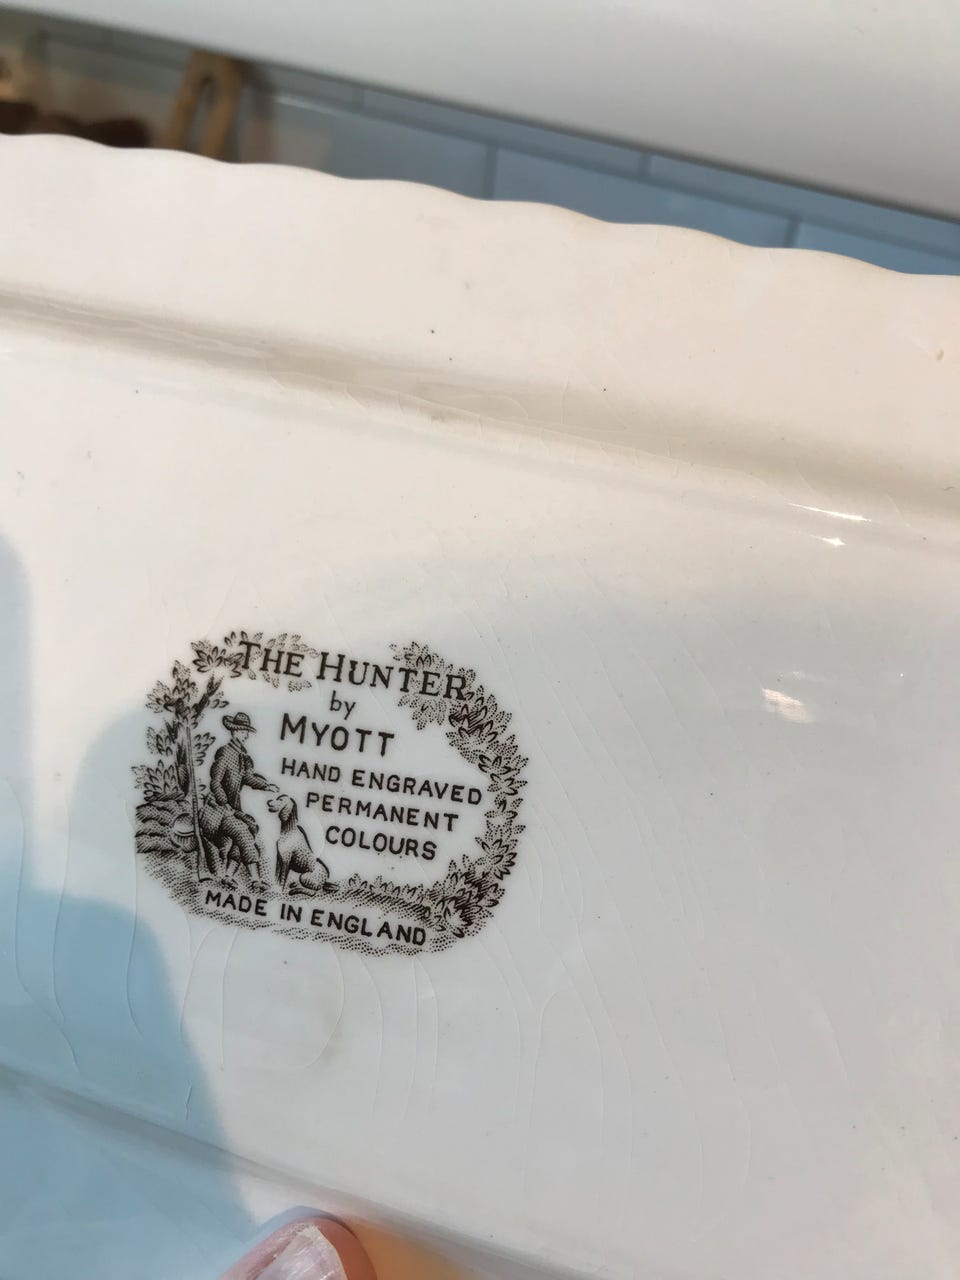 THE HUNTER
by
MYOTT
HAND ENGRAVED
PERMANENT
COLOURS
MADE IN ENGLAND